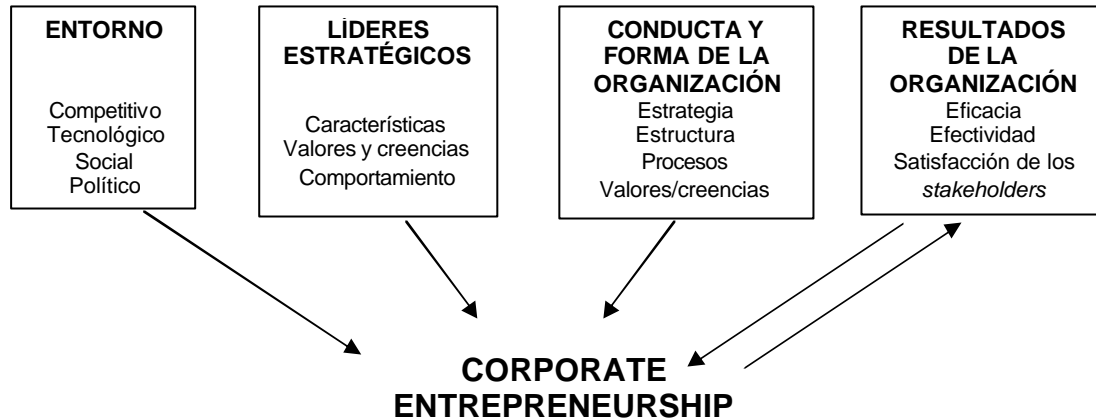 ENTORNO
Competitivo
Tecnológico
Social
Político
LÍDERES
ESTRATÉGICOS
Características
Valores y creencias
Comportamiento
CONDUCTA Y
FORMA DE LA
ORGANIZACIÓN
Estrategia
Estructura
Procesos
Valores/creencias
RESULTADOS
DE LA
ORGANIZACIÓN
Eficacia
Efectividad
Satisfacción de los
stakeholders
CORPORATE
ENTREPRENEURSHIP